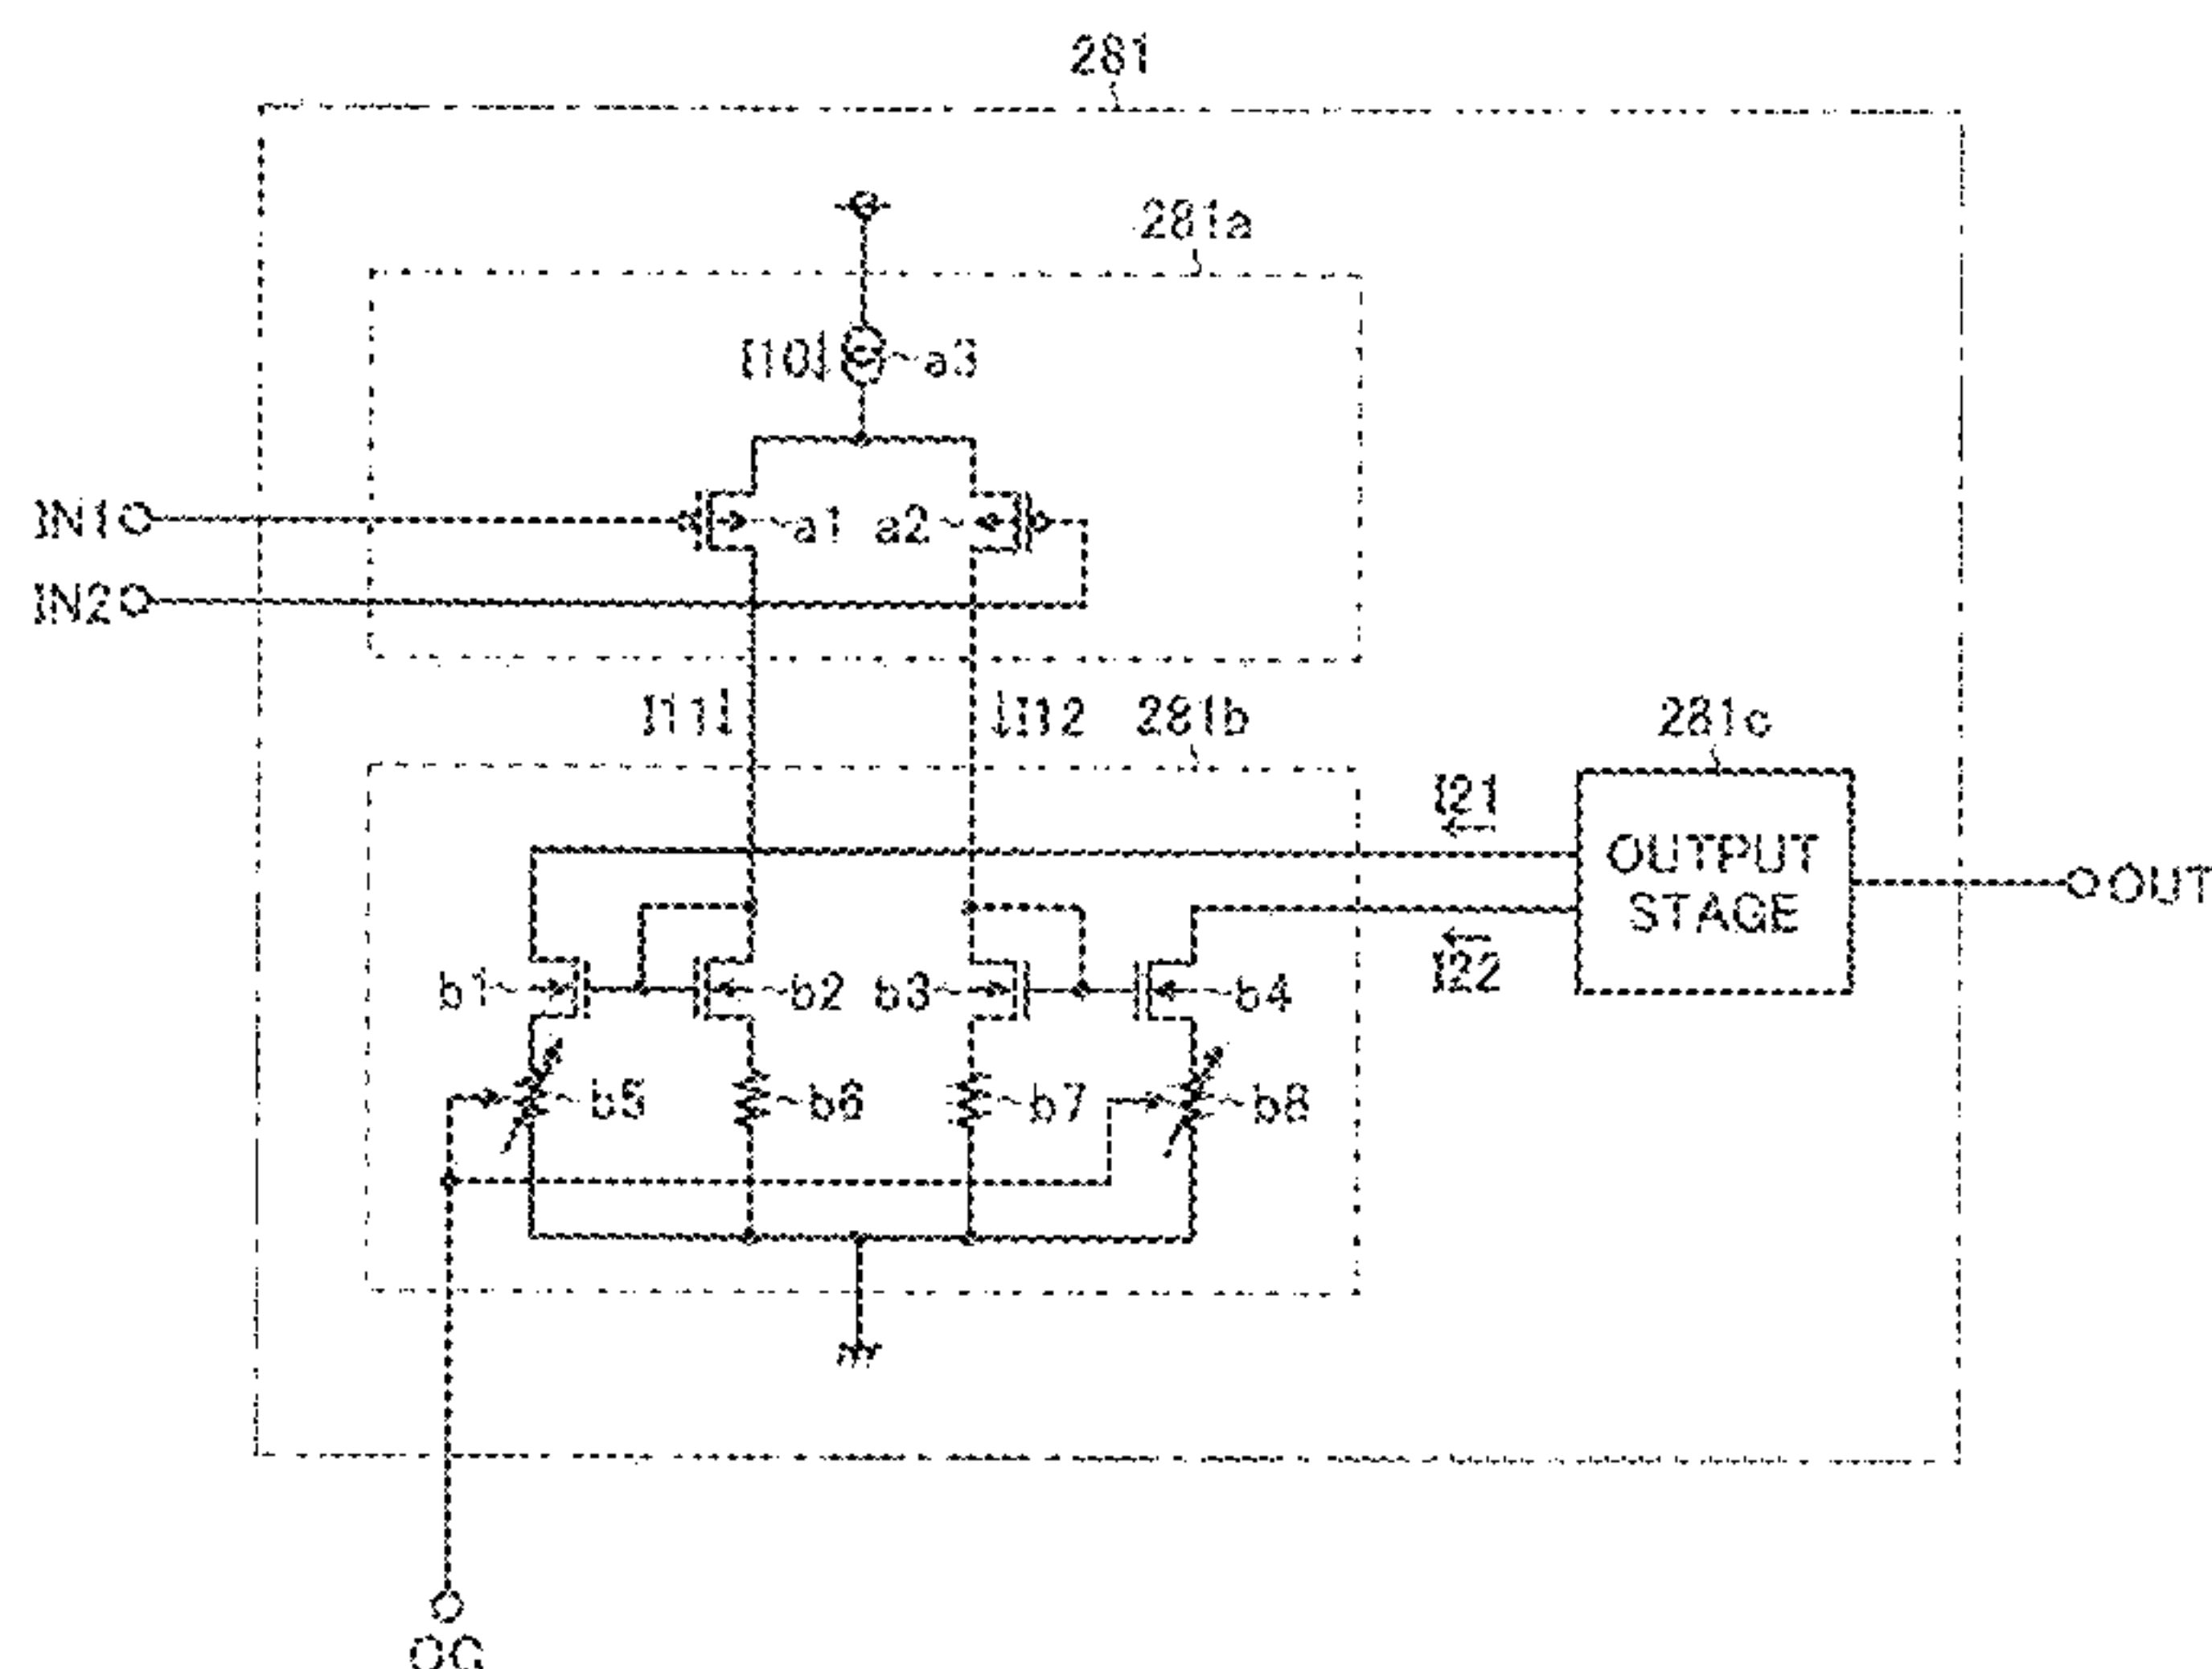 281
281a
I10
a3
IN1
a1
a2
IN2
I11
I12
281b
281c
I21
OUTPUT
STAGE
OUT
I22
b1
b2
b3
b4
b5
b6
b7
b8